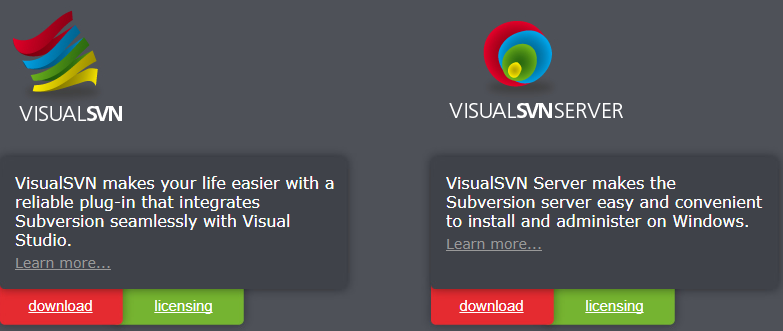 VISUALSVN
VISUALSVNSERVER
VisualSVN makes your life easier with a
reliable plug-in that integrates
Subversion seamlessly with Visual
Studio.
Learn more...
download
licensing
VisualSVN Server makes the
Subversion server easy and convenient
to install and administer on Windows.
Learn more...
download
licensing